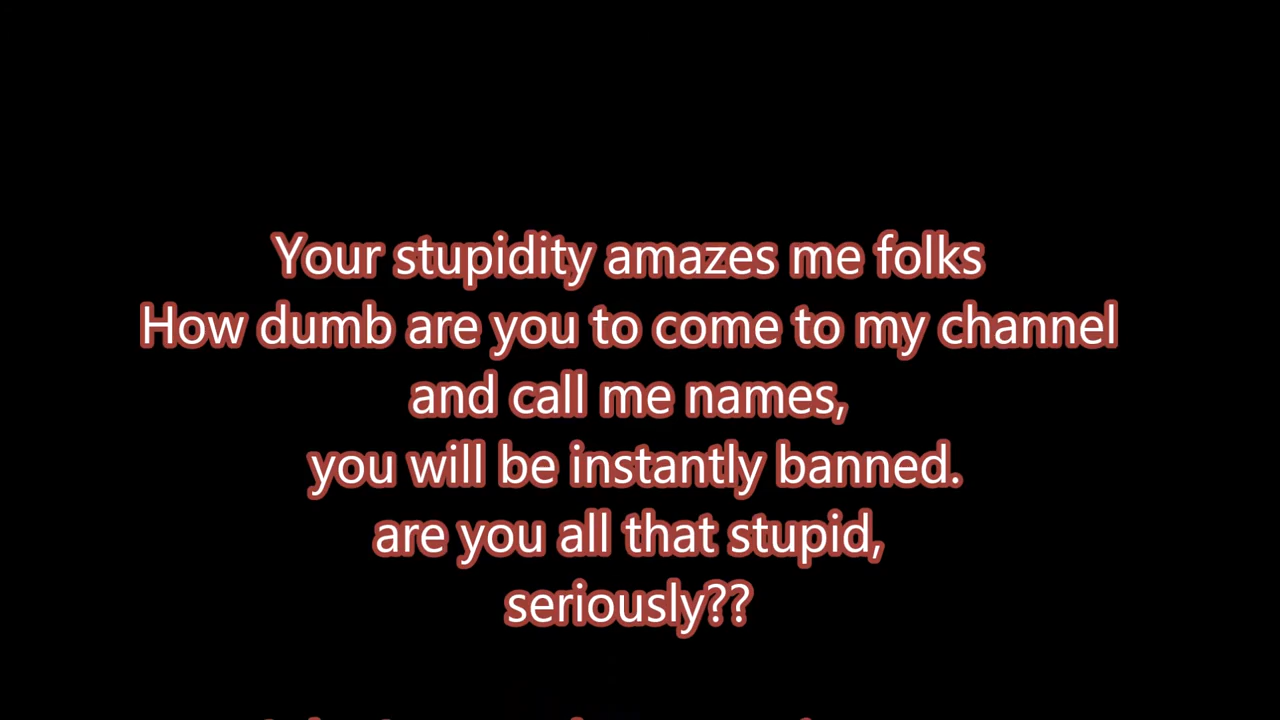 Your stupidity amazes me folks
How dumb are you to come to my channel
and call me names,
you will be instantly banned.
are you all that stupid,
seriously??